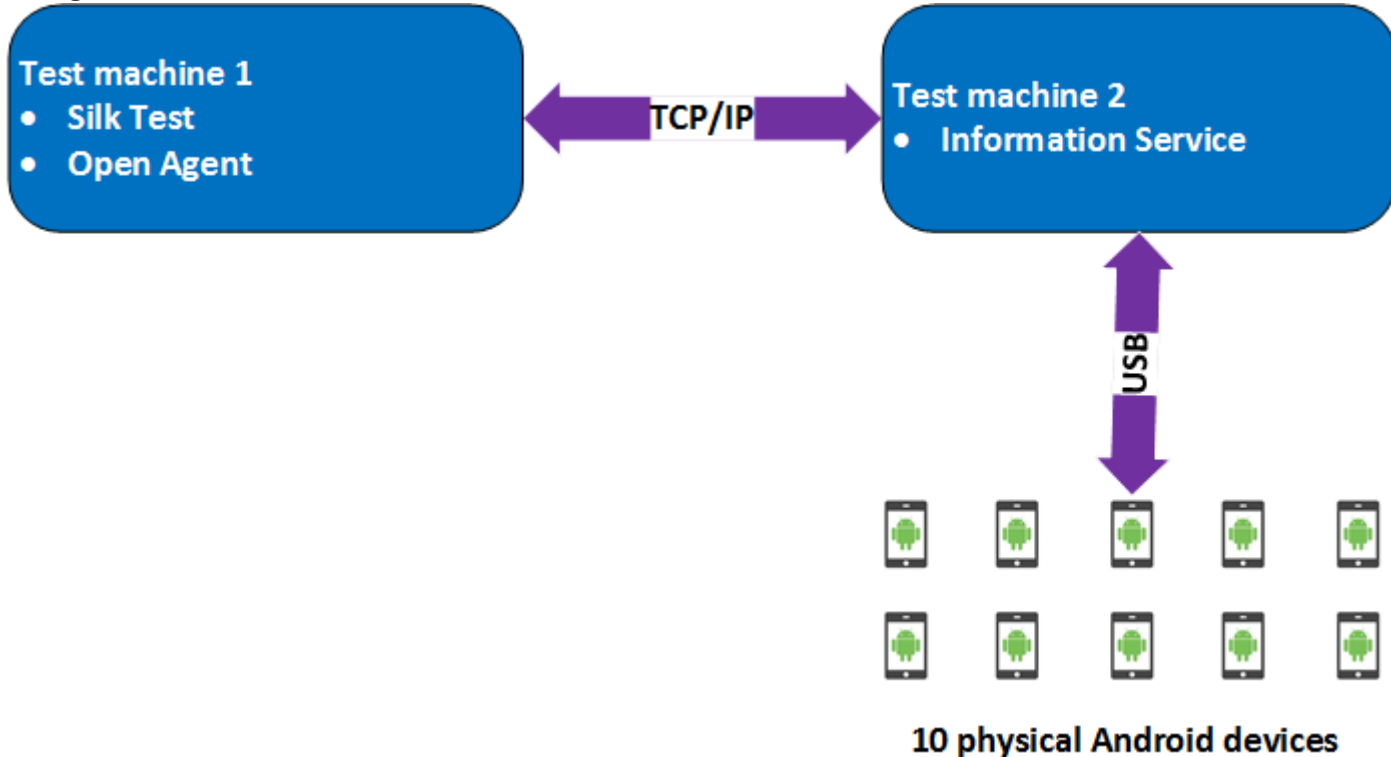 Test machine 1
• Silk Test
• Open Agent
TCP/IP
Test machine 2
• Information Service
USB
10 physical Android devices